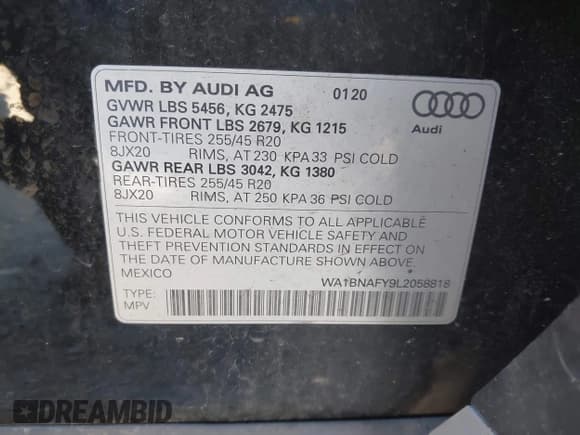 MFD. BY AUDI AG 0120
GVWR LBS 5456, KG 2475
GAWR FRONT LBS 2679, KG 1215
FRONT-TIRES 255/45 R20
8JX20 RIMS, AT 230 KPA 33 PSI COLD
GAWR REAR LBS 3042, KG 1380
REAR-TIRES 255/45 R20
8JX20 RIMS, AT 250 KPA 36 PSI COLD
Audi
THIS VEHICLE CONFORMS TO ALL APPLICABLE
U.S. FEDERAL MOTOR VEHICLE SAFETY AND
THEFT PREVENTION STANDARDS IN EFFECT ON
THE DATE OF MANUFACTURE SHOWN ABOVE.
MEXICO
WA1BNAFY9L2058818
TYPE:
MPV
DREAMBID